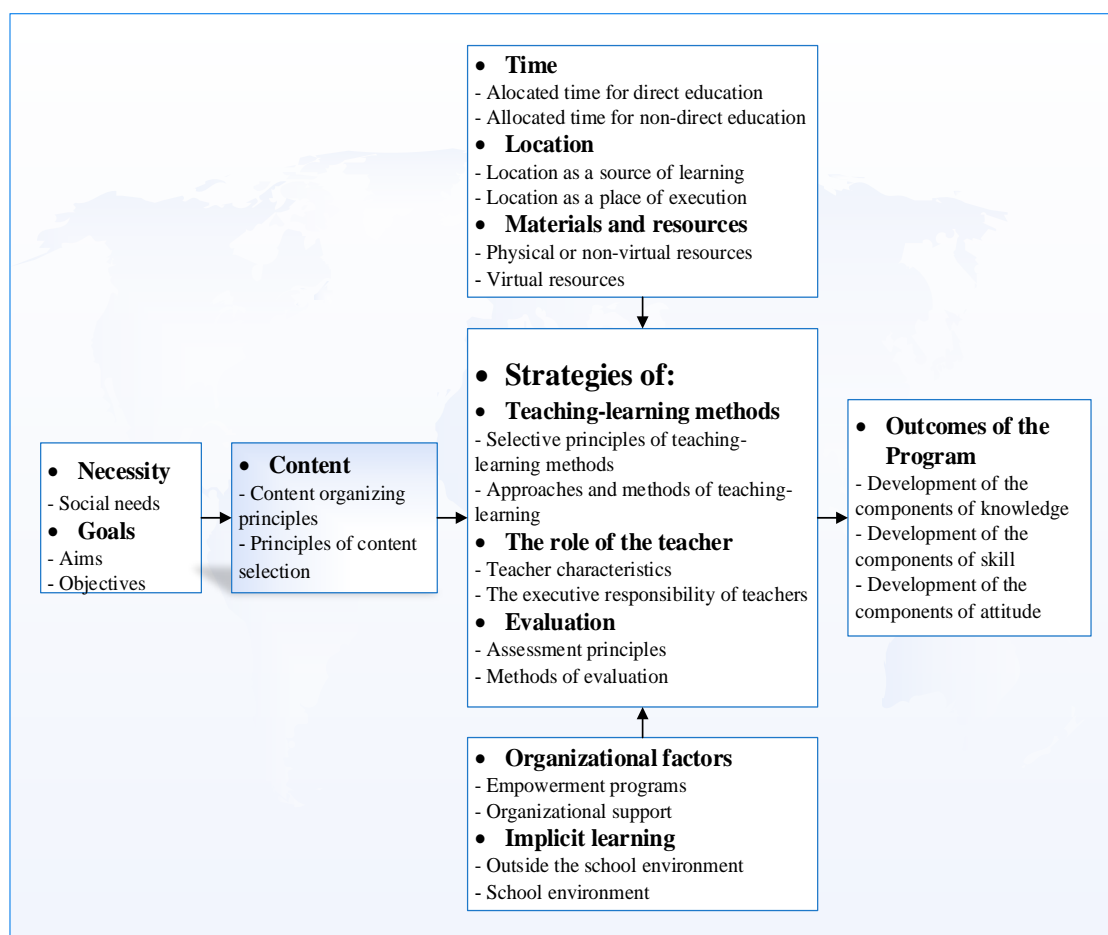 • Time
- Alocated time for direct education
- Allocated time for non-direct education
• Location
- Location as a source of learning
- Location as a place of execution
• Materials and resources
- Physical or non-virtual resources
- Virtual resources
• Necessity
- Social needs
• Goals
- Aims
- Objectives
• Content
- Content organizing
principles
- Principles of content
selection
• Strategies of:
• Teaching-learning methods
- Selective principles of teaching-
learning methods
- Approaches and methods of teaching-
learning
• The role of the teacher
- Teacher characteristics
- The executive responsibility of teachers
• Evaluation
- Assessment principles
- Methods of evaluation
• Outcomes of the
Program
- Development of the
components of knowledge
- Development of the
components of skill
- Development of the
components of attitude
• Organizational factors
- Empowerment programs
- Organizational support
• Implicit learning
- Outside the school environment
- School environment